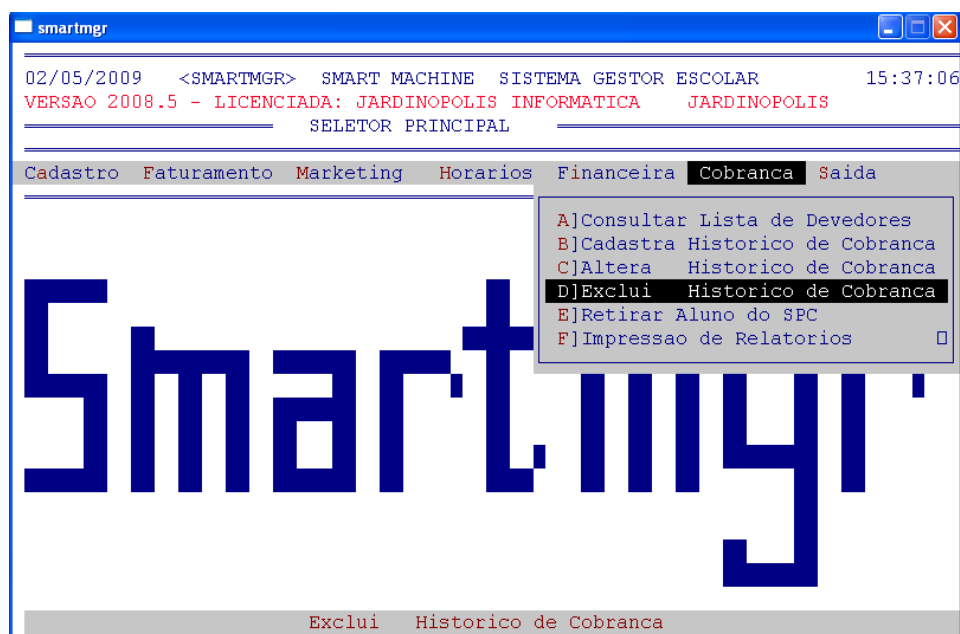 smartmgr
02/05/2009 <SMARTMGR> SMART MACHINE SISTEMA GESTOR ESCOLAR 15:37:06
VERSAO 2008.5 - LICENCIADA: JARDINOPOLIS INFORMATICA JARDINOPOLIS
SELETOR PRINCIPAL
Cadastro Faturamento Marketing Horarios Financeira Cobranca Saida
A]Consultar Lista de Devedores
B]Cadastra Historico de Cobranca
C]Altera Historico de Cobranca
D]Exclui Historico de Cobranca
E]Retirar Aluno do SPC
F]Impressao de Relatorios
Smartmgr
Exclui Historico de Cobranca